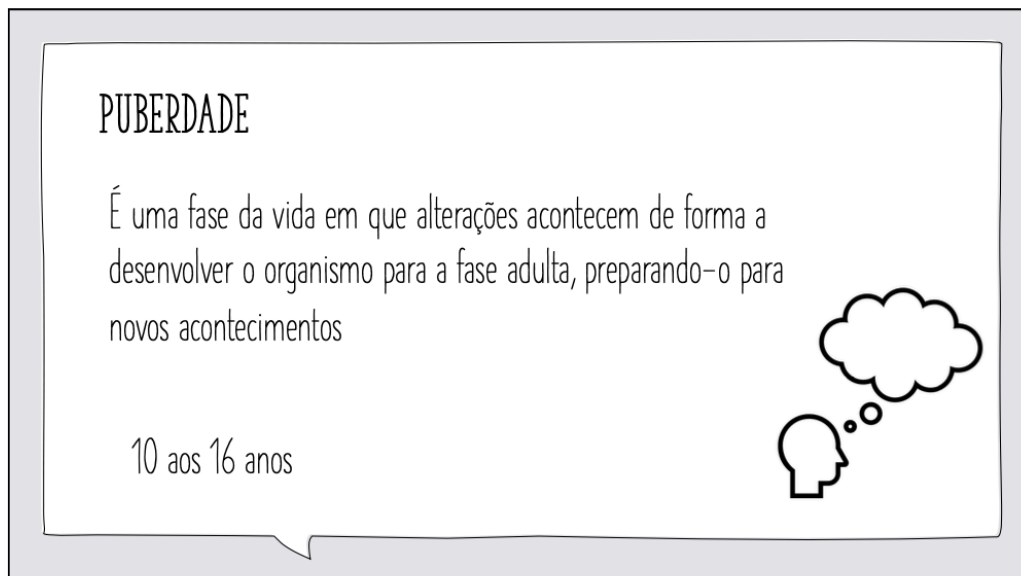 PUBERDADE
É uma fase da vida em que alterações acontecem de forma a
desenvolver o organismo para a fase adulta, preparando-o para
novos acontecimentos
10 aos 16 anos